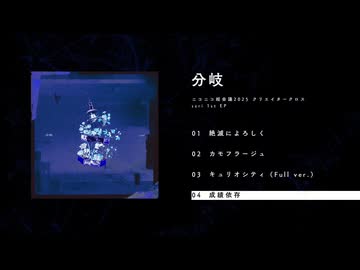 分岐
ニコニコ超会議2025 クリエイタークロス
1st EP
01 絶滅によろしく
02 カモフラージュ
03 キュリオシティ (Full ver.)
04 成績依存